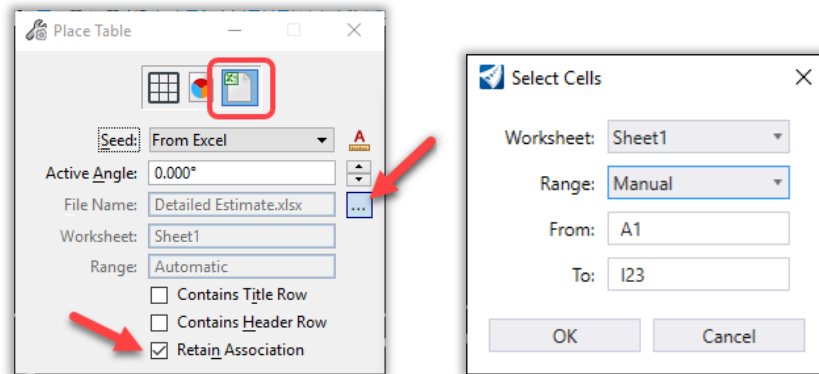 Place Table
Seed: From Excel
Active Angle: 0.000°
File Name: Detailed Estimate.xlsx ...
Worksheet: Sheet1
Range: Automatic
Contains Title Row
Contains Header Row
Retain Association
Select Cells
Worksheet: Sheet1
Range: Manual
From: A1
To: I23
OK Cancel